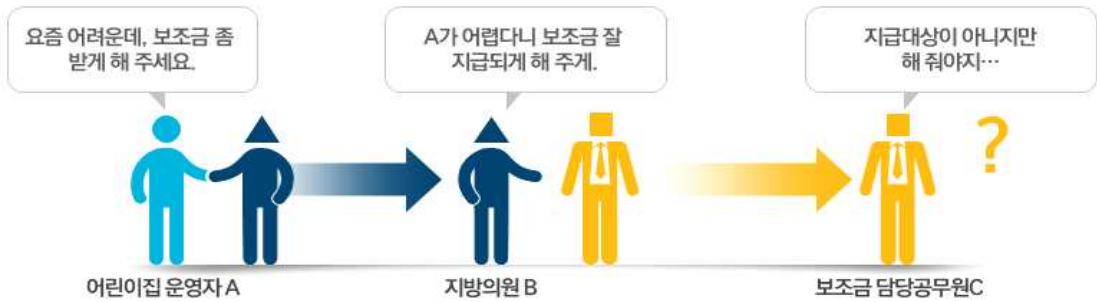 요즘 어려운데, 보조금 좀
받게 해 주세요.
A가 어렵다니 보조금 잘
지급되게 해 주게.
지급대상이 아니지만
해 줘야지…
?
어린이집 운영자 A
지방의원 B
보조금 담당공무원C